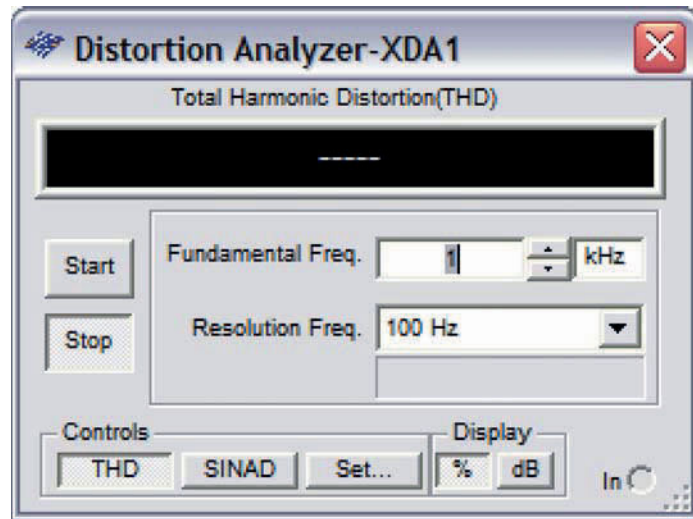 Distortion Analyzer-XDA1
Total Harmonic Distortion(THD)
-----
Start
Fundamental Freq. 1 kHz
Stop
Resolution Freq. 100 Hz
Controls
Display
THD SINAD Set... % dB
In